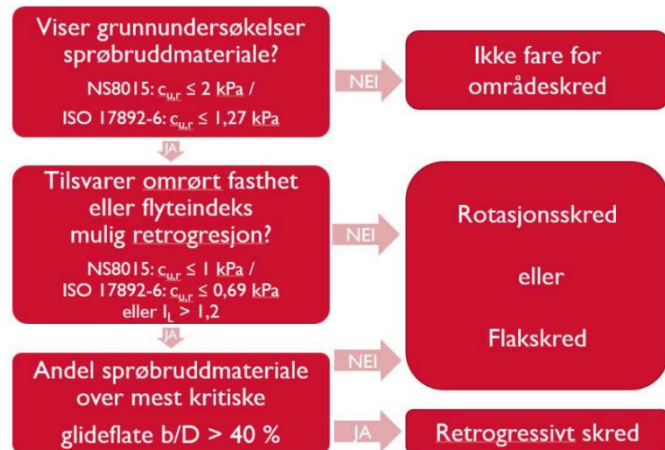 Viser grunnundersøkelser
sprøbruddmateriale?
NS8015: cu,r ≤ 2 kPa /
ISO 17892-6: cu,r ≤ 1,27 kPa
NEI
Ikke fare for
områdeskred
JA
Tilsvarer omrørt fasthet
eller flyteindeks
mulig retrogresjon?
NS8015: cu,r ≤ 1 kPa /
ISO 17892-6: cu,r ≤ 0,69 kPa
eller IL > 1,2
NEI
Rotasjonsskred
eller
Flakskred
JA
Andel sprøbruddmateriale
over mest kritiske
glideflate b/D > 40 %
NEI
JA
Retrogressivt skred